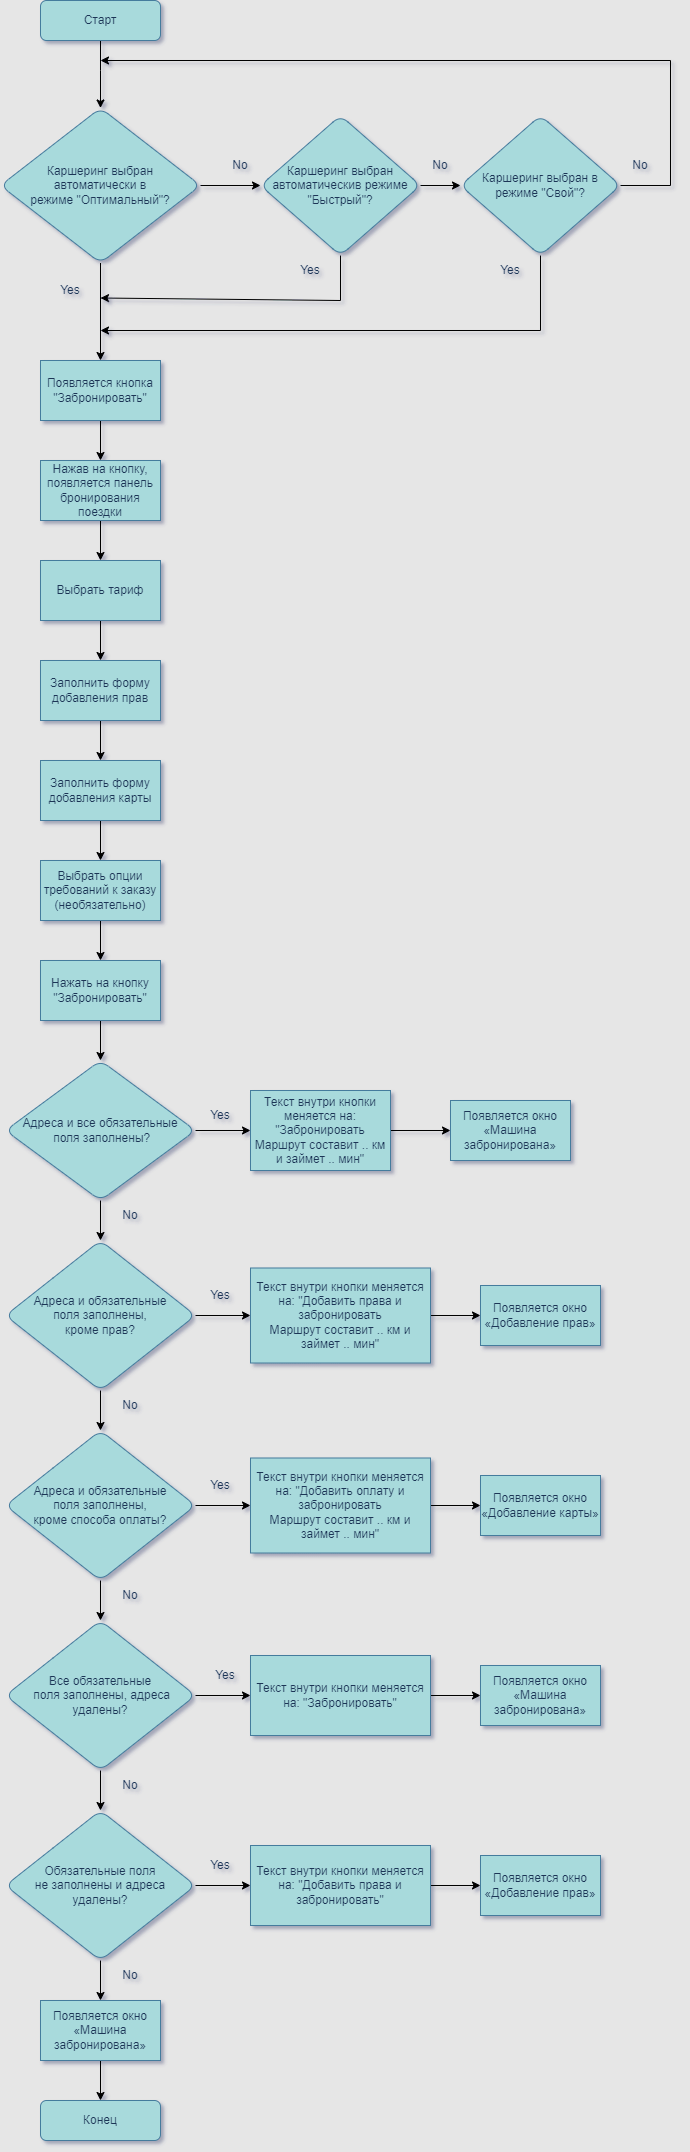 Старт
Каршеринг выбран
автоматически в
режиме "Оптимальный"?
No
Каршеринг выбран
автоматическив режиме
"Быстрый"?
No
Каршеринг выбран в
режиме "Свой"?
No
Yes
Yes
Yes
Появляется кнопка
"Забронировать"
Нажав на кнопку,
появляется панель
бронирования
поездки
Выбрать тариф
Заполнить форму
добавления прав
Заполнить форму
добавления карты
Выбрать опции
требований к заказу
(необязательно)
Нажать на кнопку
"Забронировать"
Адреса и все обязательные
поля заполнены?
Yes
Текст внутри кнопки
меняется на:
"Забронировать
Маршрут составит .. км
и займет .. мин"
Появляется окно
«Машина
забронирована»
No
Адреса и обязательные
поля заполнены,
кроме прав?
Yes
Текст внутри кнопки меняется
на: "Добавить права и
забронировать
Маршрут составит .. км и
займет .. мин"
Появляется окно
«Добавление прав»
No
Адреса и обязательные
поля заполнены,
кроме способа оплаты?
Yes
Текст внутри кнопки меняется
на: "Добавить оплату и
забронировать
Маршрут составит .. км и
займет .. мин"
Появляется окно
«Добавление карты»
No
Все обязательные
поля заполнены, адреса
удалены?
Yes
Текст внутри кнопки меняется
на: "Забронировать"
Появляется окно
«Машина
забронирована»
No
Обязательные поля
не заполнены и адреса
удалены?
Yes
Текст внутри кнопки меняется
на: "Добавить права и
забронировать"
Появляется окно
«Добавление прав»
No
Появляется окно
«Машина
забронирована»
Конец